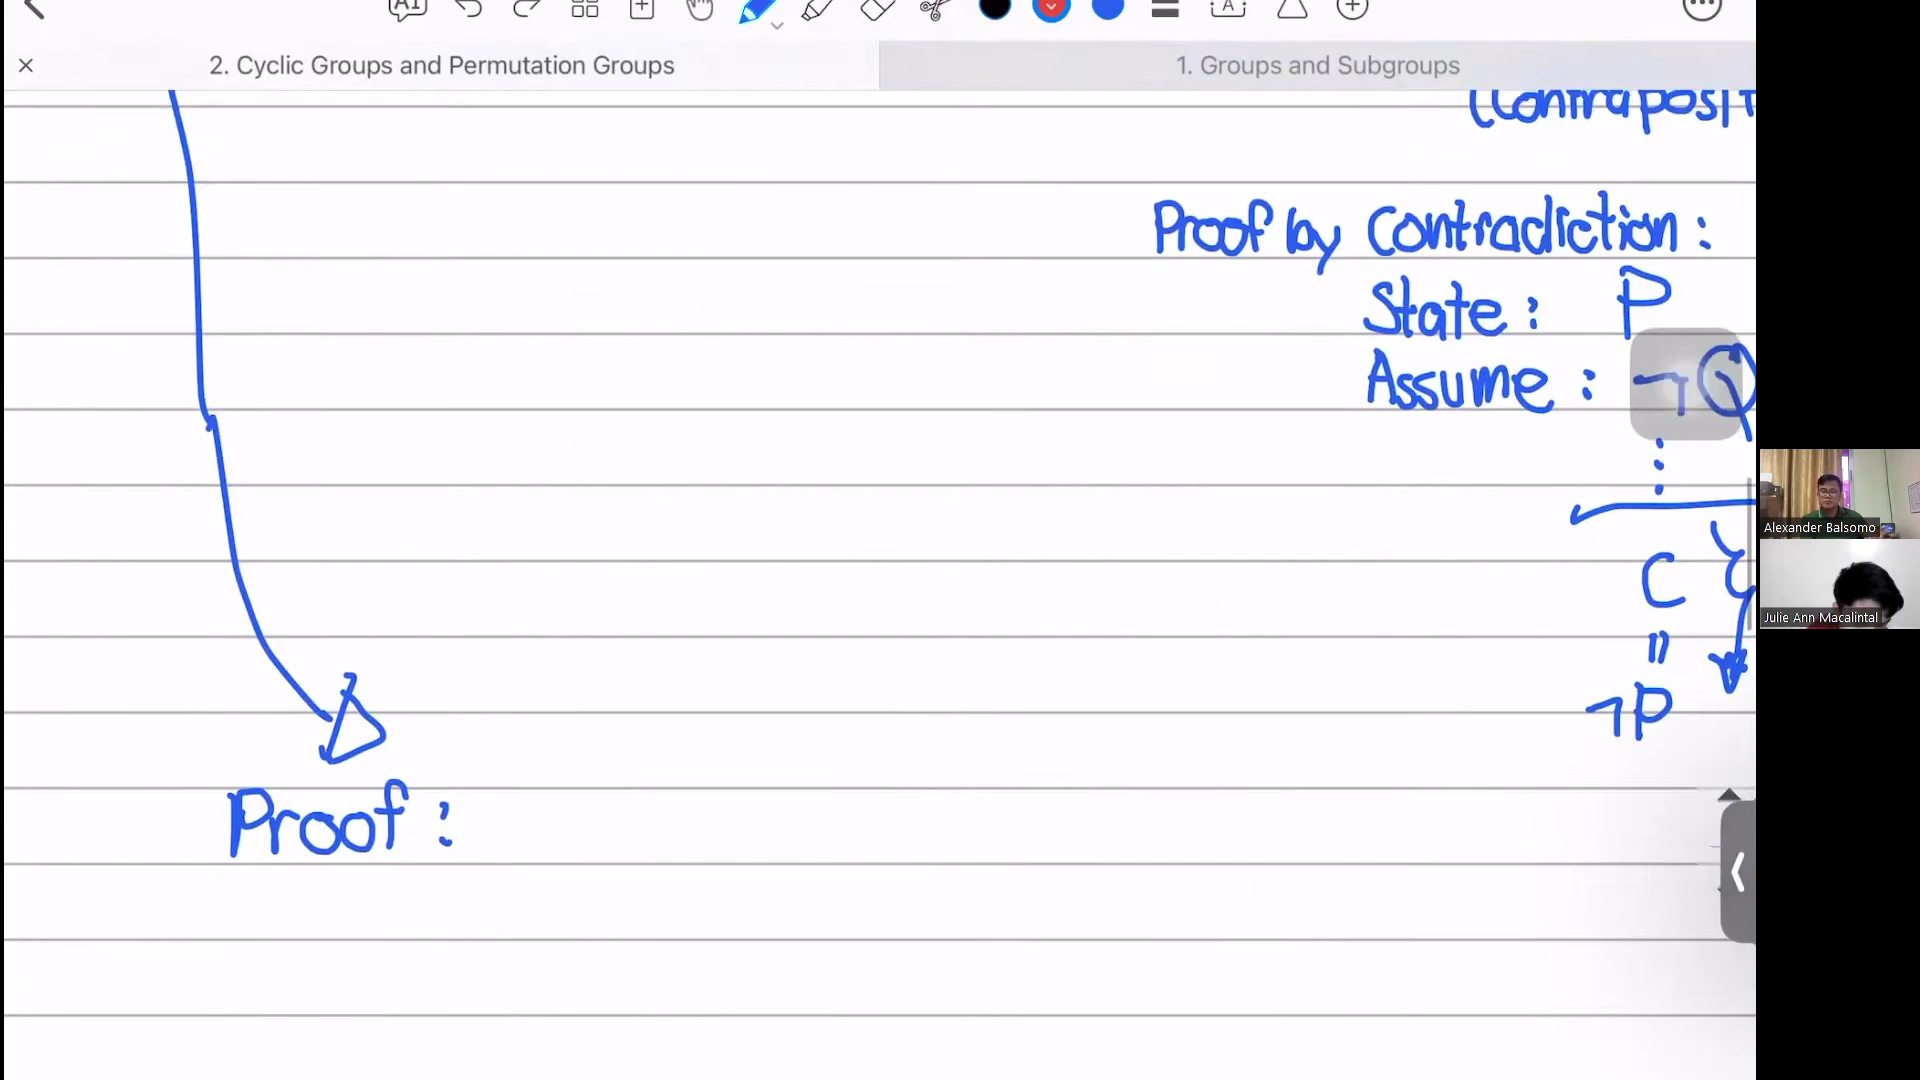 2. Cyclic Groups and Permutation Groups
1. Groups and Subgroups
Proof by Contradiction :
State : P
Assume : ¬Q
C
=
¬P
Proof :
Alexander Balsomo
Julie Ann Macalintal